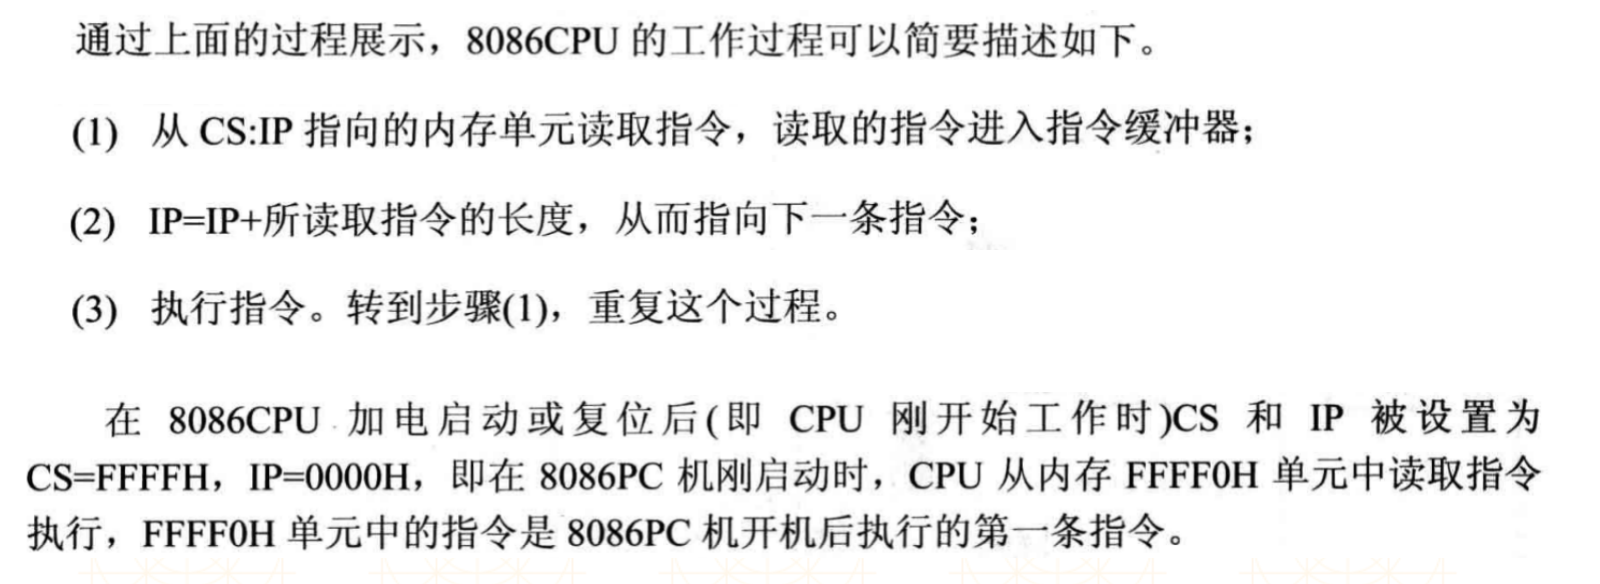 通过上面的过程展示，8086CPU 的工作过程可以简要描述如下。
(1) 从 CS:IP 指向的内存单元读取指令，读取的指令进入指令缓冲器；
(2) IP=IP+所读取指令的长度，从而指向下一条指令；
(3) 执行指令。转到步骤(1)，重复这个过程。
在 8086CPU 加电启动或复位后(即 CPU 刚开始工作时)CS 和 IP 被设置为
CS=FFFFH，IP=0000H，即在 8086PC 机刚启动时，CPU 从内存 FFFF0H 单元中读取指令
执行，FFFF0H 单元中的指令是 8086PC 机开机后执行的第一条指令。